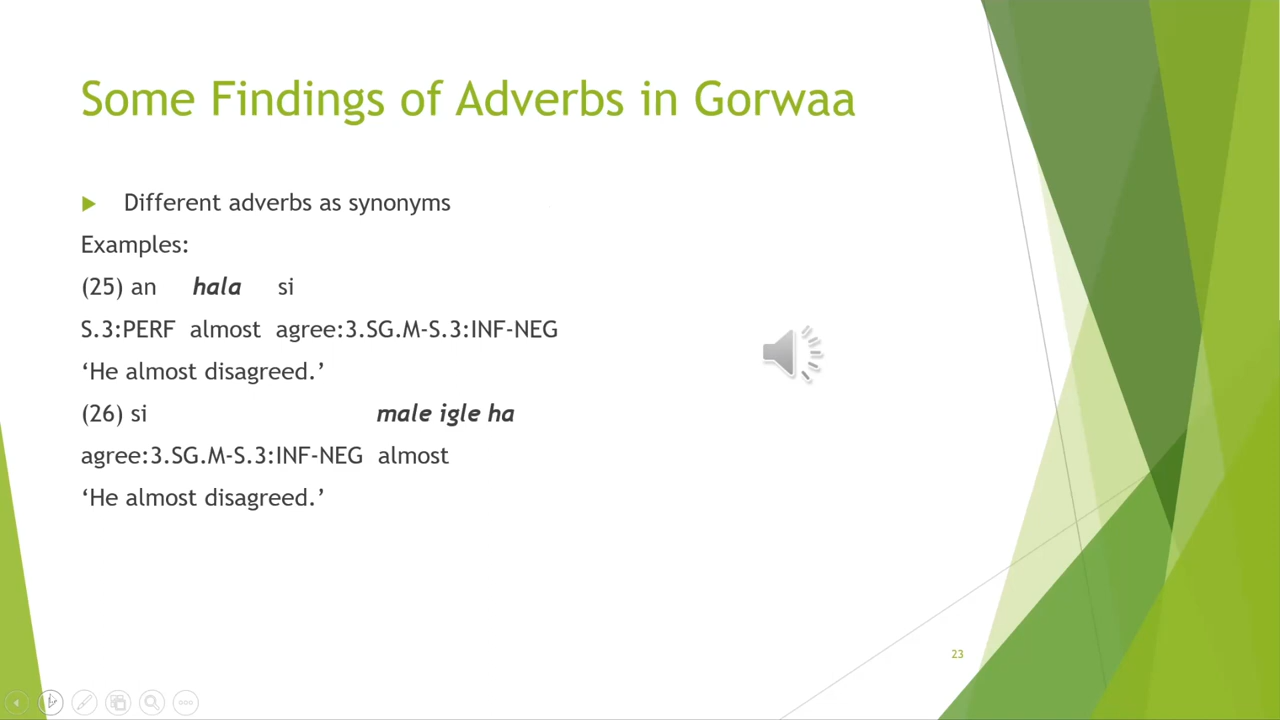 Some Findings of Adverbs in Gorwaa
Different adverbs as synonyms
Examples:
(25) an hala si
S.3:PERF almost agree:3.SG.M-S.3:INF-NEG
‘He almost disagreed.’
(26) si male igle ha
agree:3.SG.M-S.3:INF-NEG almost
‘He almost disagreed.’
23